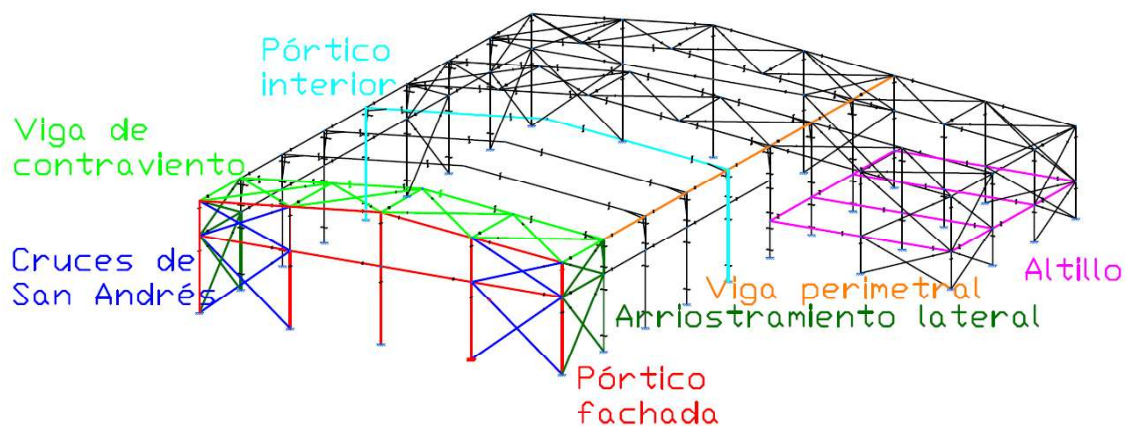 Pórtico
interior
Viga de
contraviento
Cruces de
San Andrés
Viga perimetral
Altillo
Arriostramiento lateral
Pórtico
fachada